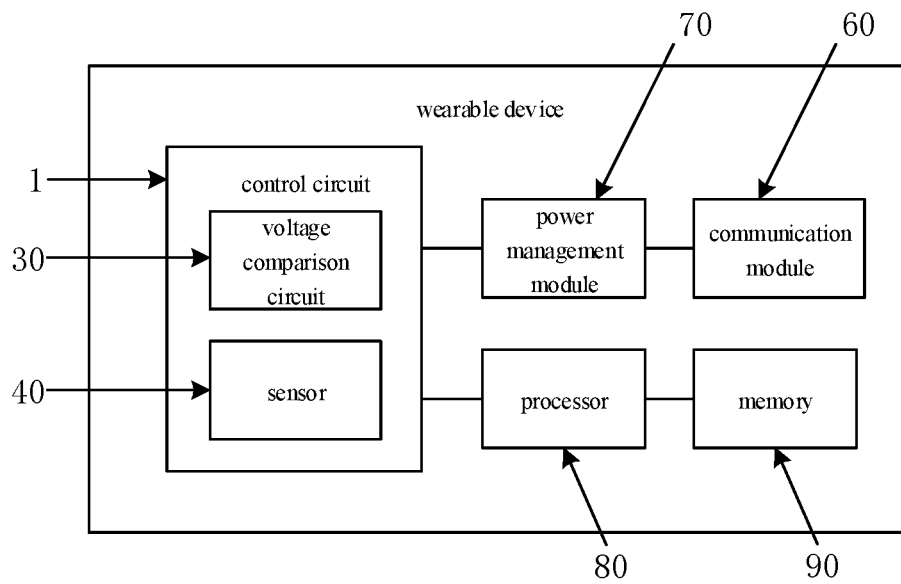 70
60
wearable device
1
control circuit
30
voltage
comparison
circuit
power
management
module
communication
module
40
sensor
processor
memory
80
90